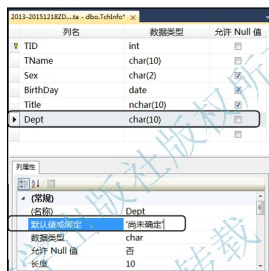 2013-20151218ZD....ta - dbo.TchInfo*
列名 数据类型 允许 Null 值
TID int
TName char(10)
Sex char(2)
BirthDay date
Title nchar(10)
Dept char(10)
列属性
(常规)
(名称) Dept
默认值或绑定 '尚未确定'
数据类型 char
允许 Null 值 否
长度 10